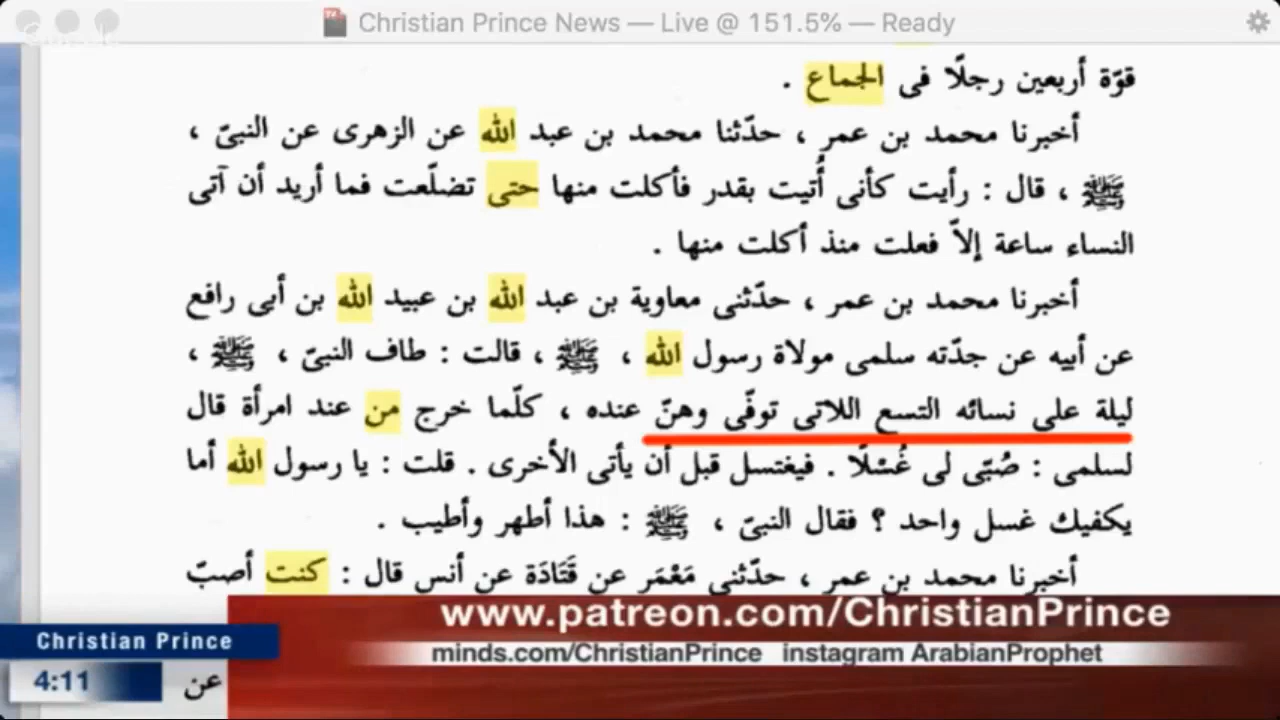 Christian Prince News — Live @ 151.5% — Ready
قوّة أربعين رجلًا فى الجماع .
أخبرنا محمد بن عمر ، حدّثنا محمد بن عبد الله عن الزهرى عن النبىّ ،
ﷺ ، قال : رأيت كأنى أُتيت بقدر فأكلت منها حتى تضلّعت فما أريد أن آتى
النساء ساعة إلاّ فعلت منذ أكلت منها .
أخبرنا محمد بن عمر ، حدّثنى معاوية بن عبد الله بن عبيد الله بن أبى رافع
عن أبيه عن جدّته سلمى مولاة رسول الله ، ﷺ ، قالت : طاف النبىّ ، ﷺ ،
ليلة على نسائه التسع اللاتى توفّى وهنّ عنده ، كلّما خرج من عند امرأة قال
لسلمى : صُبّى لى غُسْلًا . فيغتسل قبل أن يأتى الأخرى . قلت : يا رسول الله أما
يكفيك غسل واحد ؟ فقال النبىّ ، ﷺ : هذا أطهر وأطيب .
أخبرنا محمد بن عمر ، حدّثنى مَعْمَر عن قَتَادَة عن أنس قال : كنت أصبّ
www.patreon.com/ChristianPrince
Christian Prince
minds.com/ChristianPrince instagram ArabianProphet
4:11
عن